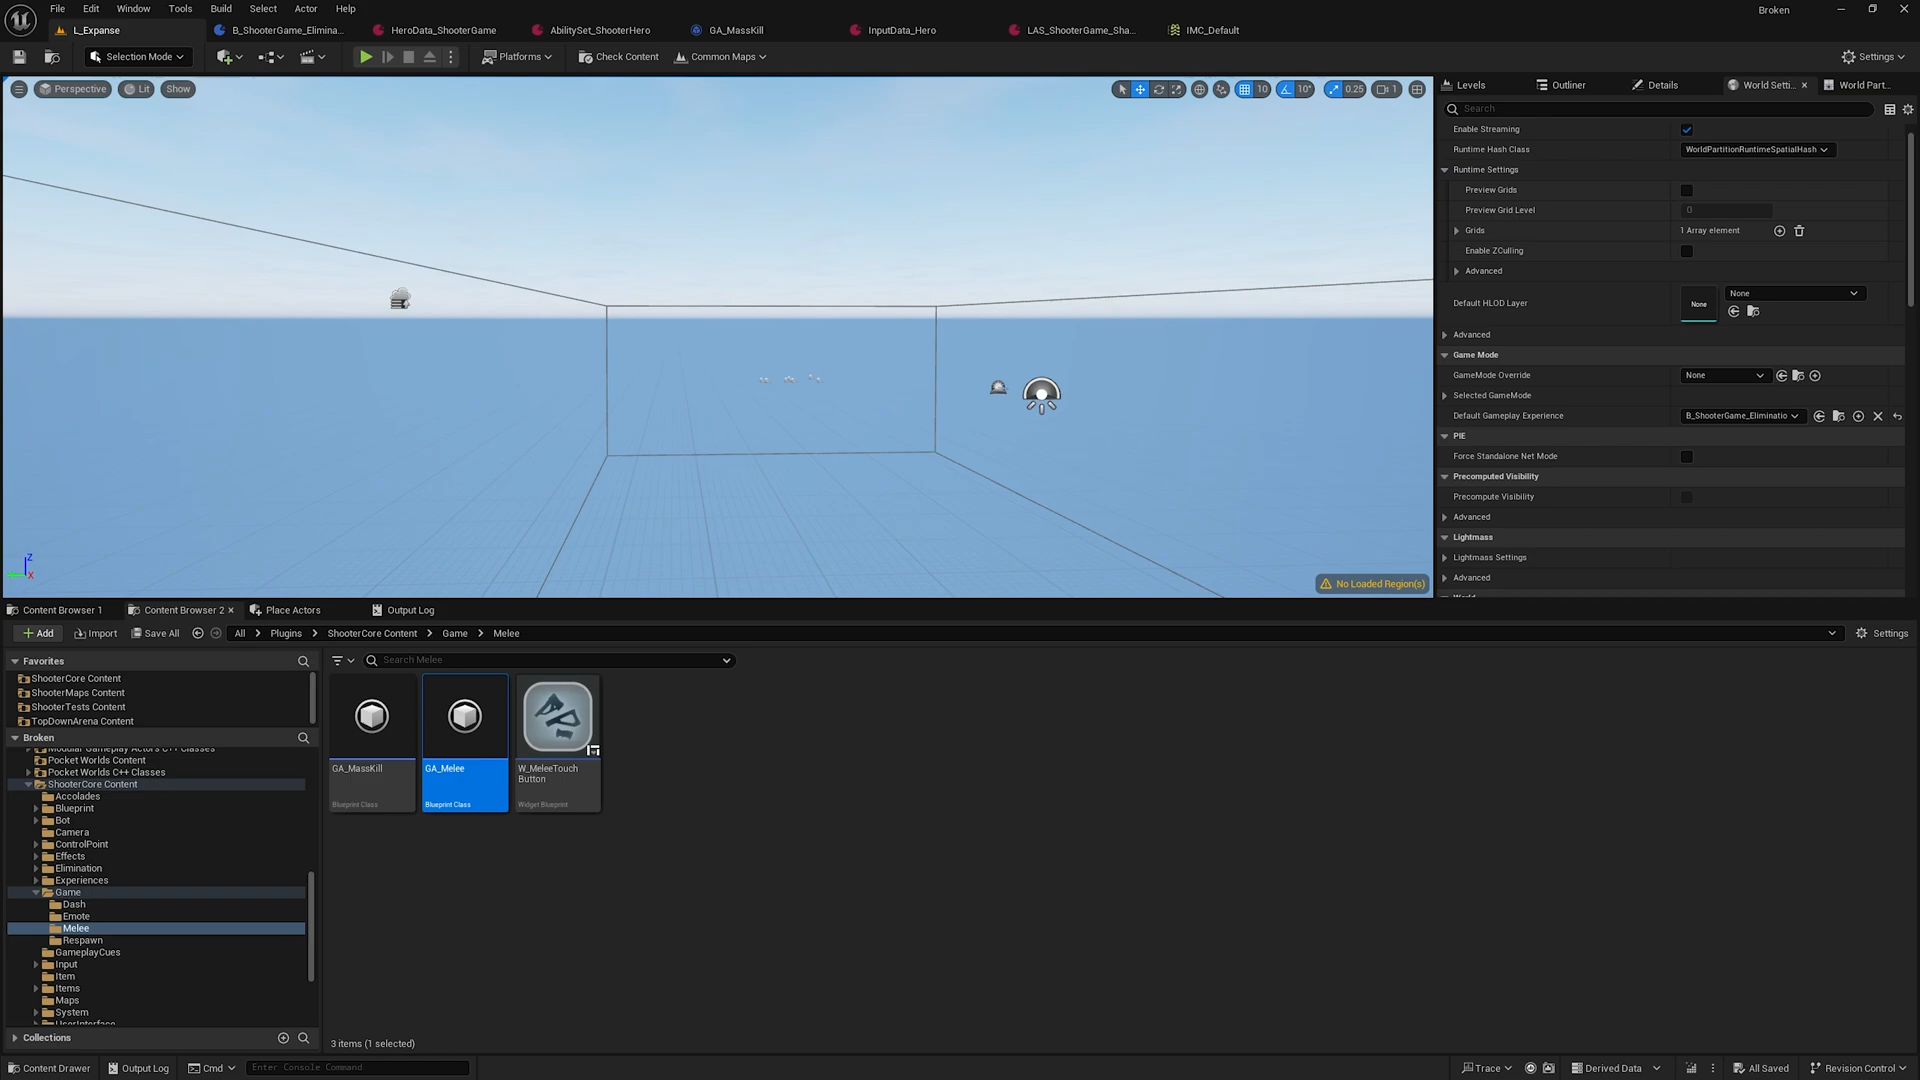 File Edit Window Tools Build Select Actor Help Broken
L_Expanse B_ShooterGame_Elimina... HeroData_ShooterGame AbilitySet_ShooterHero GA_MassKill InputData_Hero LAS_ShooterGame_Sha... IMC_Default
Selection Mode Platforms Check Content Common Maps Settings
Perspective Lit Show 10 10° 0.25 1
Levels Outliner Details World Setti... World Part...
Search
Enable Streaming
Runtime Hash Class WorldPartitionRuntimeSpatialHash
Runtime Settings
Preview Grids
Preview Grid Level 0
Grids 1 Array element
Enable ZCulling
Advanced
Default HLOD Layer None None
Advanced
Game Mode
GameMode Override None
Selected GameMode
Default Gameplay Experience B_ShooterGame_Eliminatio
PIE
Force Standalone Net Mode
Precomputed Visibility
Precompute Visibility
Advanced
Lightmass
Lightmass Settings
Advanced
World
Z
X
No Loaded Region(s)
Content Browser 1 Content Browser 2 Place Actors Output Log
Add Import Save All All Plugins ShooterCore Content Game Melee Settings
Favorites
ShooterCore Content
ShooterMaps Content
ShooterTests Content
TopDownArena Content
Broken
Modular Gameplay Actors C++ Classes
Pocket Worlds Content
Pocket Worlds C++ Classes
ShooterCore Content
Accolades
Blueprint
Bot
Camera
ControlPoint
Effects
Elimination
Experiences
Game
Dash
Emote
Melee
Respawn
GameplayCues
Input
Item
Items
Maps
System
UserInterface
Collections
Search Melee
GA_MassKill
Blueprint Class
GA_Melee
Blueprint Class
W_MeleeTouch
Button
Widget Blueprint
3 items (1 selected)
Content Drawer Output Log Cmd Enter Console Command Trace Derived Data All Saved Revision Control